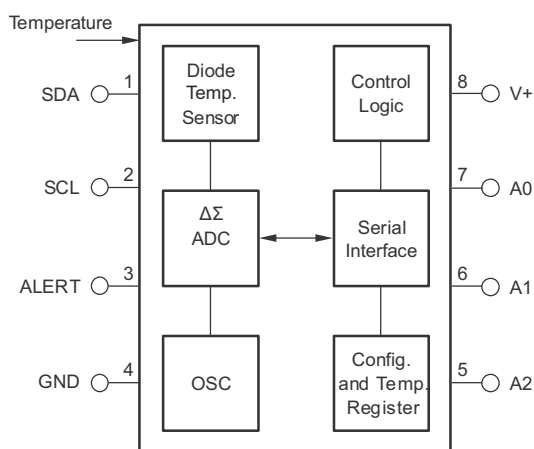 Temperature
1
SDA
2
SCL
3
ALERT
4
GND
Diode
Temp.
Sensor
ΔΣ
ADC
OSC
Control
Logic
Serial
Interface
Config.
and Temp.
Register
8
V+
7
A0
6
A1
5
A2